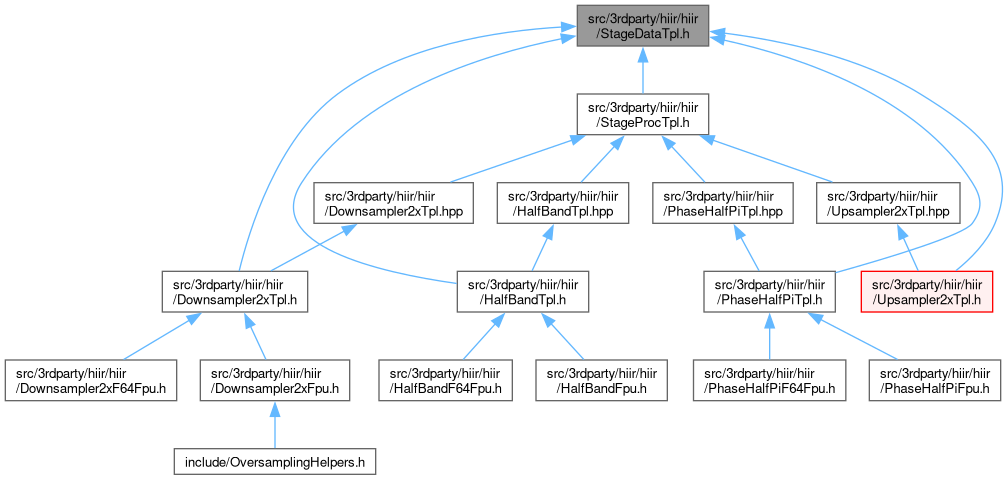 src/3rdparty/hiir/hiir
/StageDataTpl.h
src/3rdparty/hiir/hiir
/StageProcTpl.h
src/3rdparty/hiir/hiir
/Downsampler2xTpl.hpp
src/3rdparty/hiir/hiir
/HalfBandTpl.hpp
src/3rdparty/hiir/hiir
/PhaseHalfPiTpl.hpp
src/3rdparty/hiir/hiir
/Upsampler2xTpl.hpp
src/3rdparty/hiir/hiir
/Downsampler2xTpl.h
src/3rdparty/hiir/hiir
/HalfBandTpl.h
src/3rdparty/hiir/hiir
/PhaseHalfPiTpl.h
src/3rdparty/hiir/hiir
/Upsampler2xTpl.h
src/3rdparty/hiir/hiir
/Downsampler2xF64Fpu.h
src/3rdparty/hiir/hiir
/Downsampler2xFpu.h
src/3rdparty/hiir/hiir
/HalfBandF64Fpu.h
src/3rdparty/hiir/hiir
/HalfBandFpu.h
src/3rdparty/hiir/hiir
/PhaseHalfPiF64Fpu.h
src/3rdparty/hiir/hiir
/PhaseHalfPiFpu.h
include/OversamplingHelpers.h